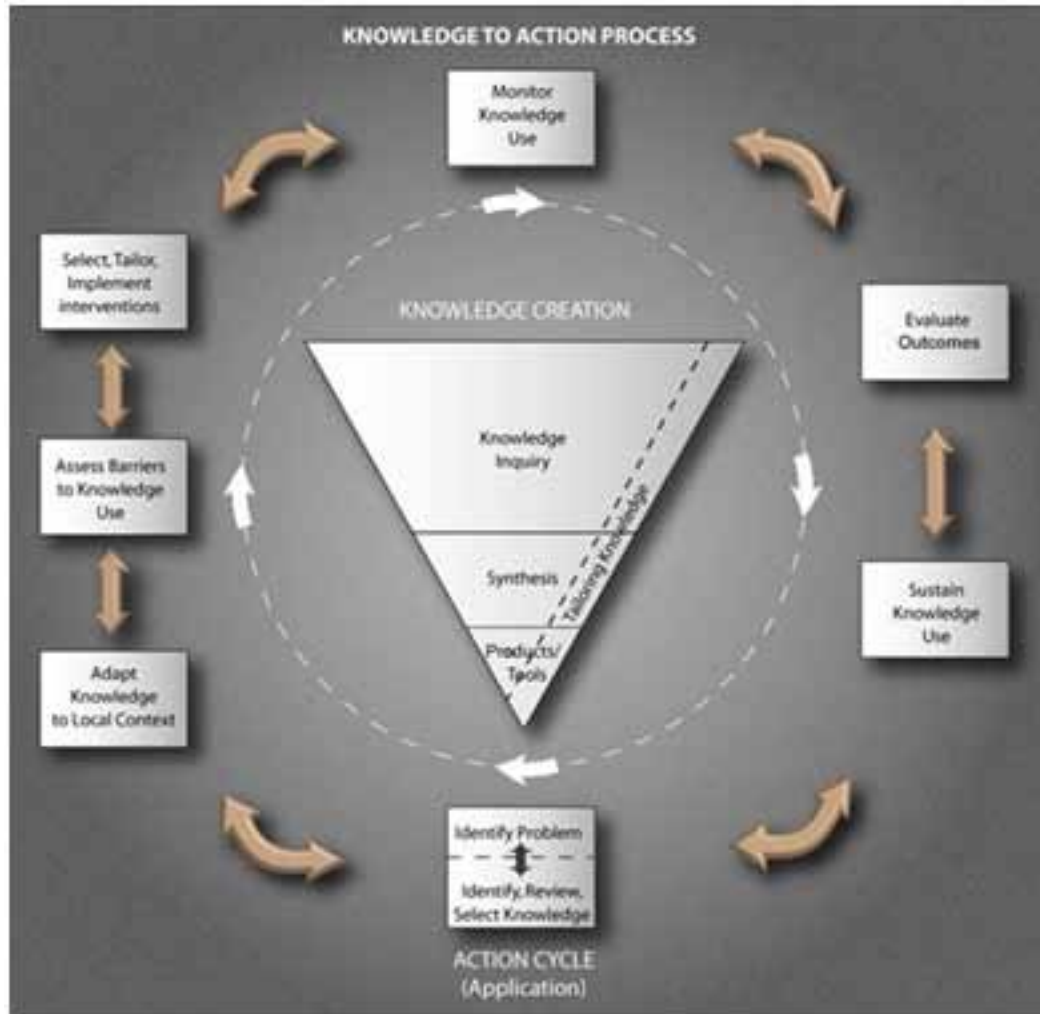 KNOWLEDGE TO ACTION PROCESS
Monitor
Knowledge
Use
Select, Tailor,
Implement
interventions
KNOWLEDGE CREATION
Evaluate
Outcomes
Knowledge
Inquiry
Assess Barriers
to Knowledge
Use
Tailoring Knowledge
Synthesis
Sustain
Knowledge
Use
Products/
Tools
Adapt
Knowledge
to Local Context
Identify Problem
Identify, Review,
Select Knowledge
ACTION CYCLE
(Application)